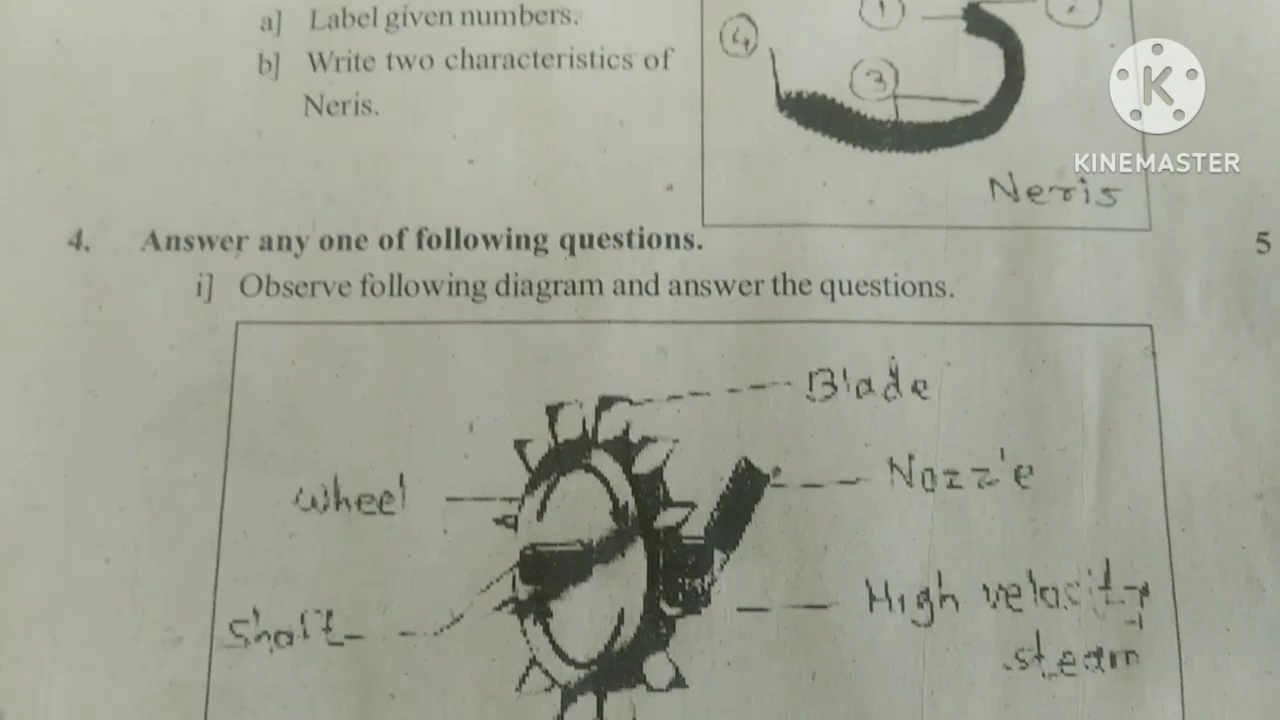 a] Label given numbers.
b] Write two characteristics of
Neris.
1
2
4
3
K
KINEMASTER
Neris
4. Answer any one of following questions. 5
i] Observe following diagram and answer the questions.
Blade
Nozzle
Wheel
High velocity
steam
Shaft